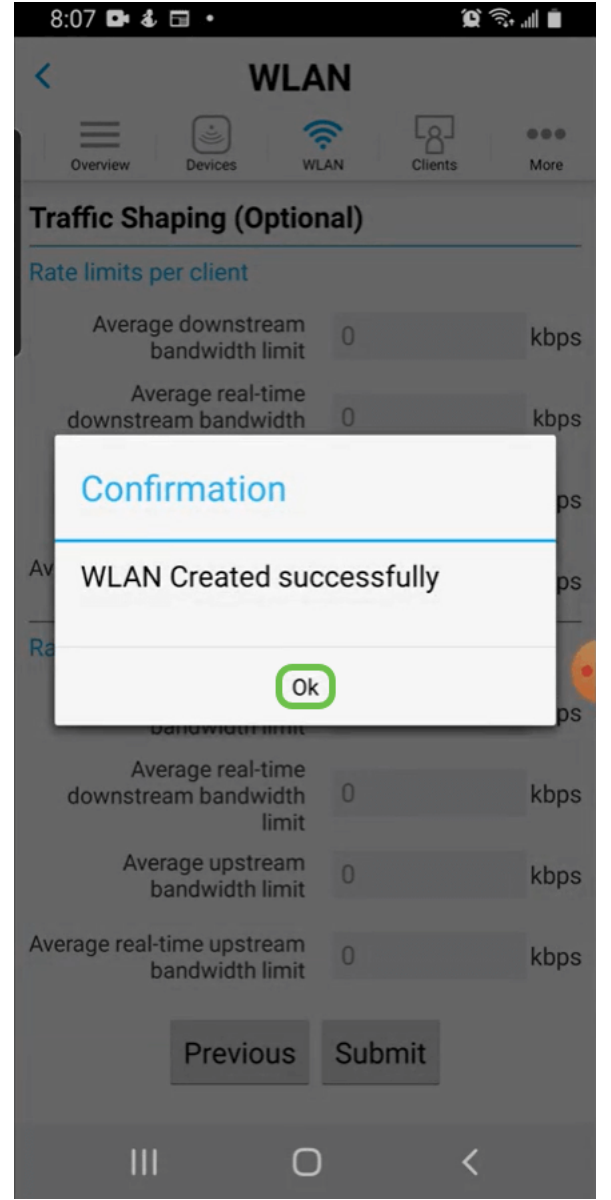 8:07
WLAN
Overview
Devices
WLAN
Clients
More
Traffic Shaping (Optional)
Rate limits per client
Average downstream
bandwidth limit
0
kbps
Average real-time
downstream bandwidth
0
kbps
Confirmation
ps
WLAN Created successfully
Av
ps
Ra
Ok
bandwidth limit
ps
Average real-time
downstream bandwidth
limit
0
kbps
Average upstream
bandwidth limit
0
kbps
Average real-time upstream
bandwidth limit
0
kbps
Previous
Submit